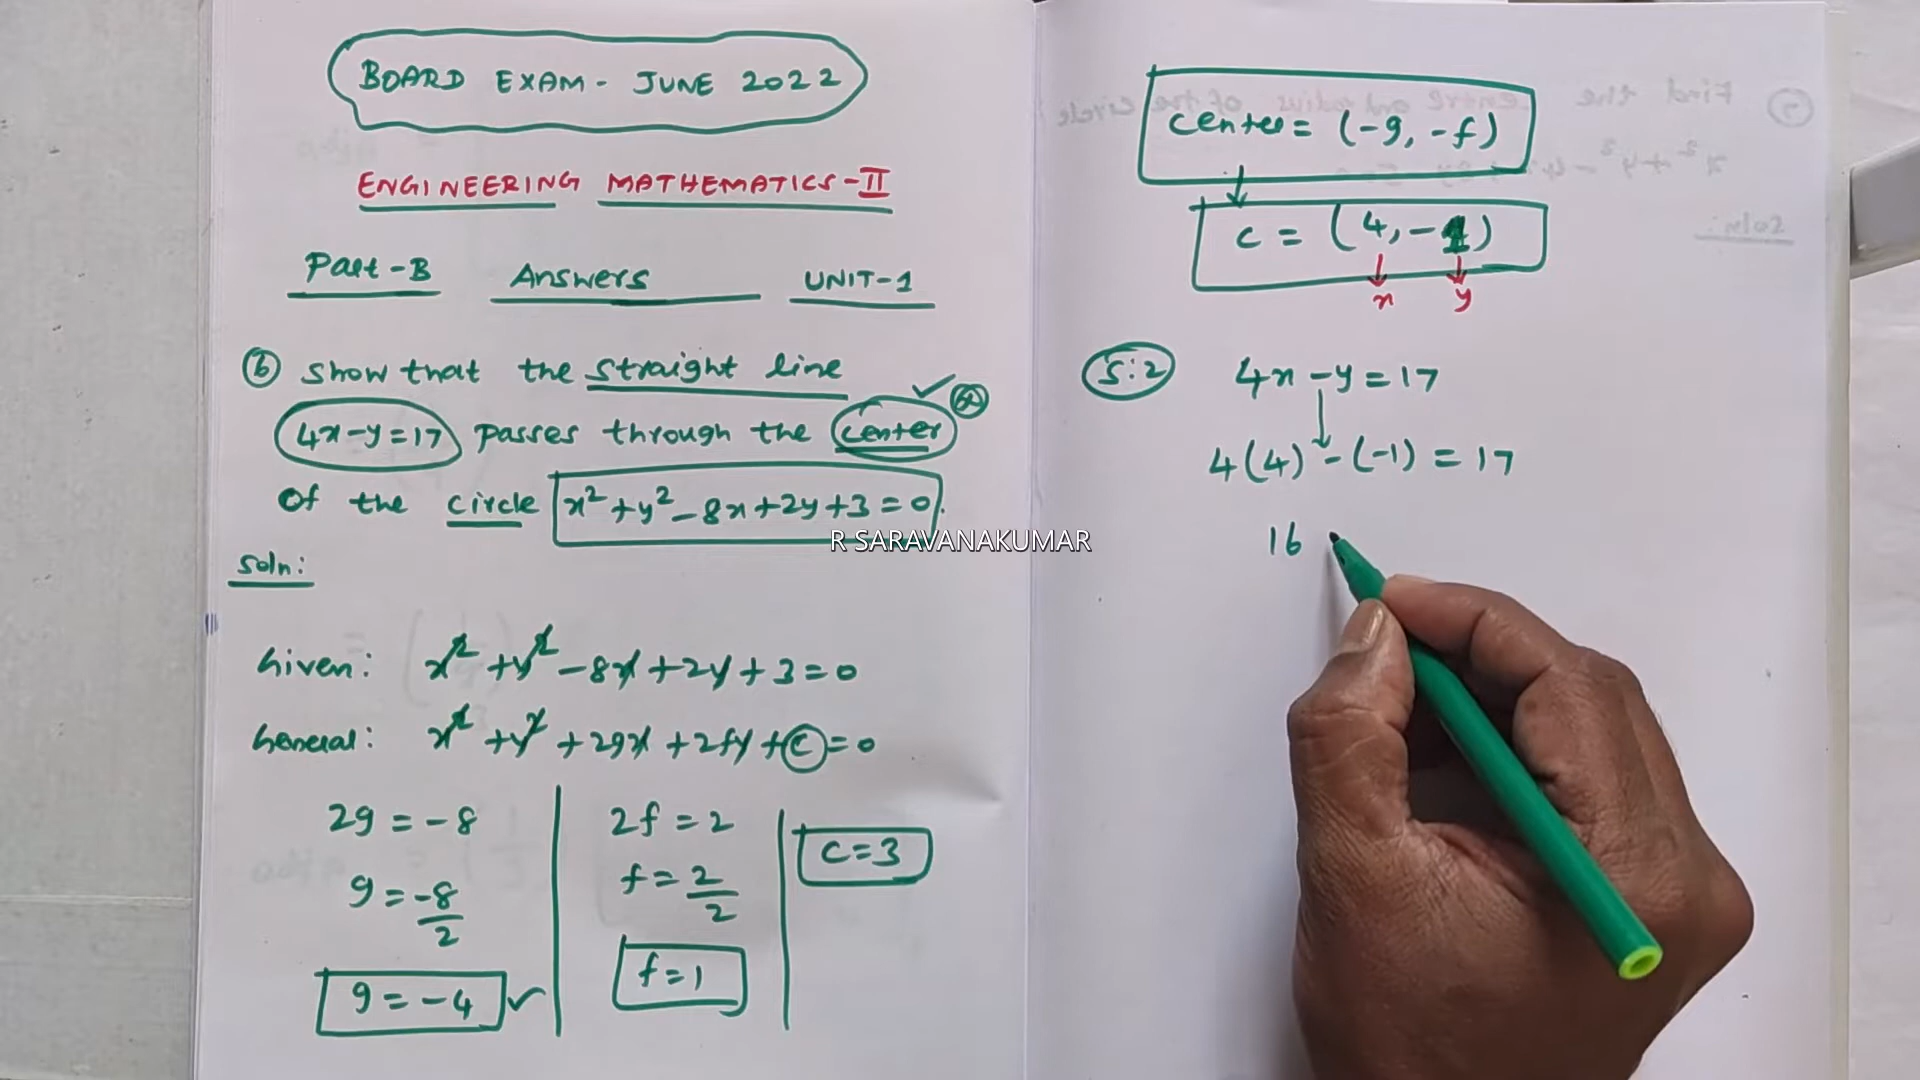 BOARD EXAM - JUNE 2022
ENGINEERING MATHEMATICS-II
Part-B Answers UNIT-1
6 Show that the straight line
4x-y=17 passes through the center
of the circle x²+y²-8x+2y+3=0.
Soln:
Given: x²+y²-8x+2y+3=0
General: x²+y²+2gx+2fy+c=0
2g=-8
g=-8/2
g=-4
2f=2
f=2/2
f=1
c=3
center=(-g,-f)
c=(4,-1)
x y
S:2 4x-y=17
4(4)-(-1)=17
16
R SARAVANAKUMAR